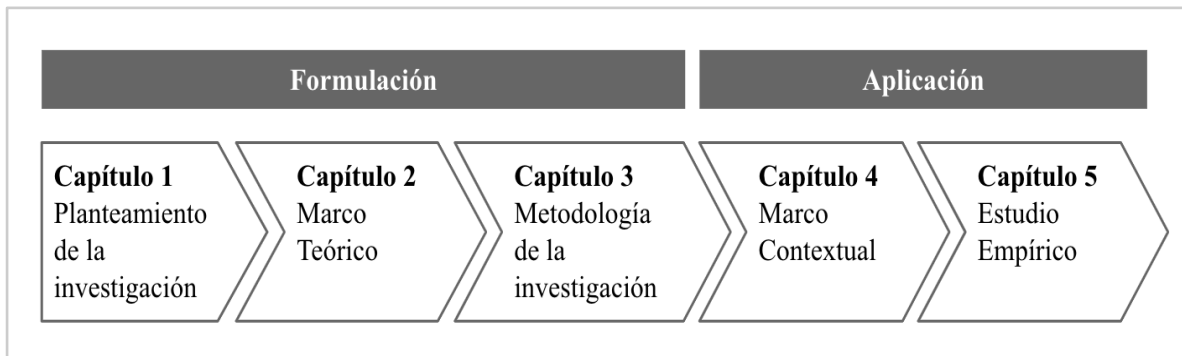 Formulación
Aplicación
Capítulo 1
Planteamiento
de la
investigación
Capítulo 2
Marco
Teórico
Capítulo 3
Metodología
de la
investigación
Capítulo 4
Marco
Contextual
Capítulo 5
Estudio
Empírico